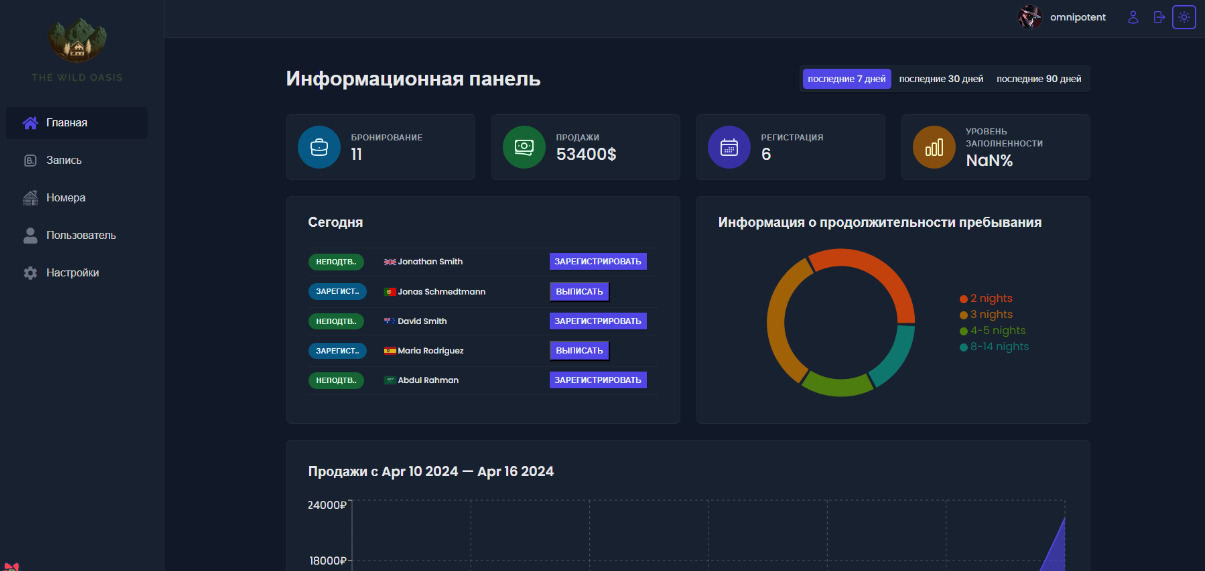 omnipotent
THE WILD OASIS
Главная
Запись
Номера
Пользователь
Настройки
Информационная панель
последние 7 дней последние 30 дней последние 90 дней
БРОНИРОВАНИЕ
11
ПРОДАЖИ
53400$
РЕГИСТРАЦИЯ
6
УРОВЕНЬ
ЗАПОЛНЕННОСТИ
NaN%
Сегодня
НЕПОДТВ.. Jonathan Smith ЗАРЕГИСТРИРОВАТЬ
ЗАРЕГИСТ.. Jonas Schmedtmann ВЫПИСАТЬ
НЕПОДТВ.. David Smith ЗАРЕГИСТРИРОВАТЬ
ЗАРЕГИСТ.. Maria Rodriguez ВЫПИСАТЬ
НЕПОДТВ.. Abdul Rahman ЗАРЕГИСТРИРОВАТЬ
Информация о продолжительности пребывания
2 nights
3 nights
4-5 nights
8-14 nights
Продажи с Apr 10 2024 — Apr 16 2024
24000₽
18000₽